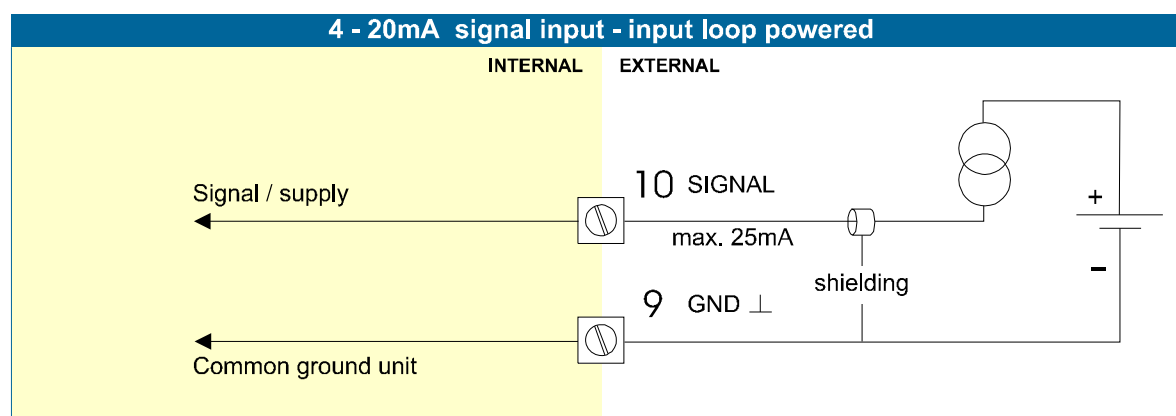 4 - 20mA signal input - input loop powered
INTERNAL EXTERNAL
Signal / supply
10 SIGNAL
max. 25mA
+
-
shielding
9 GND ⊥
Common ground unit